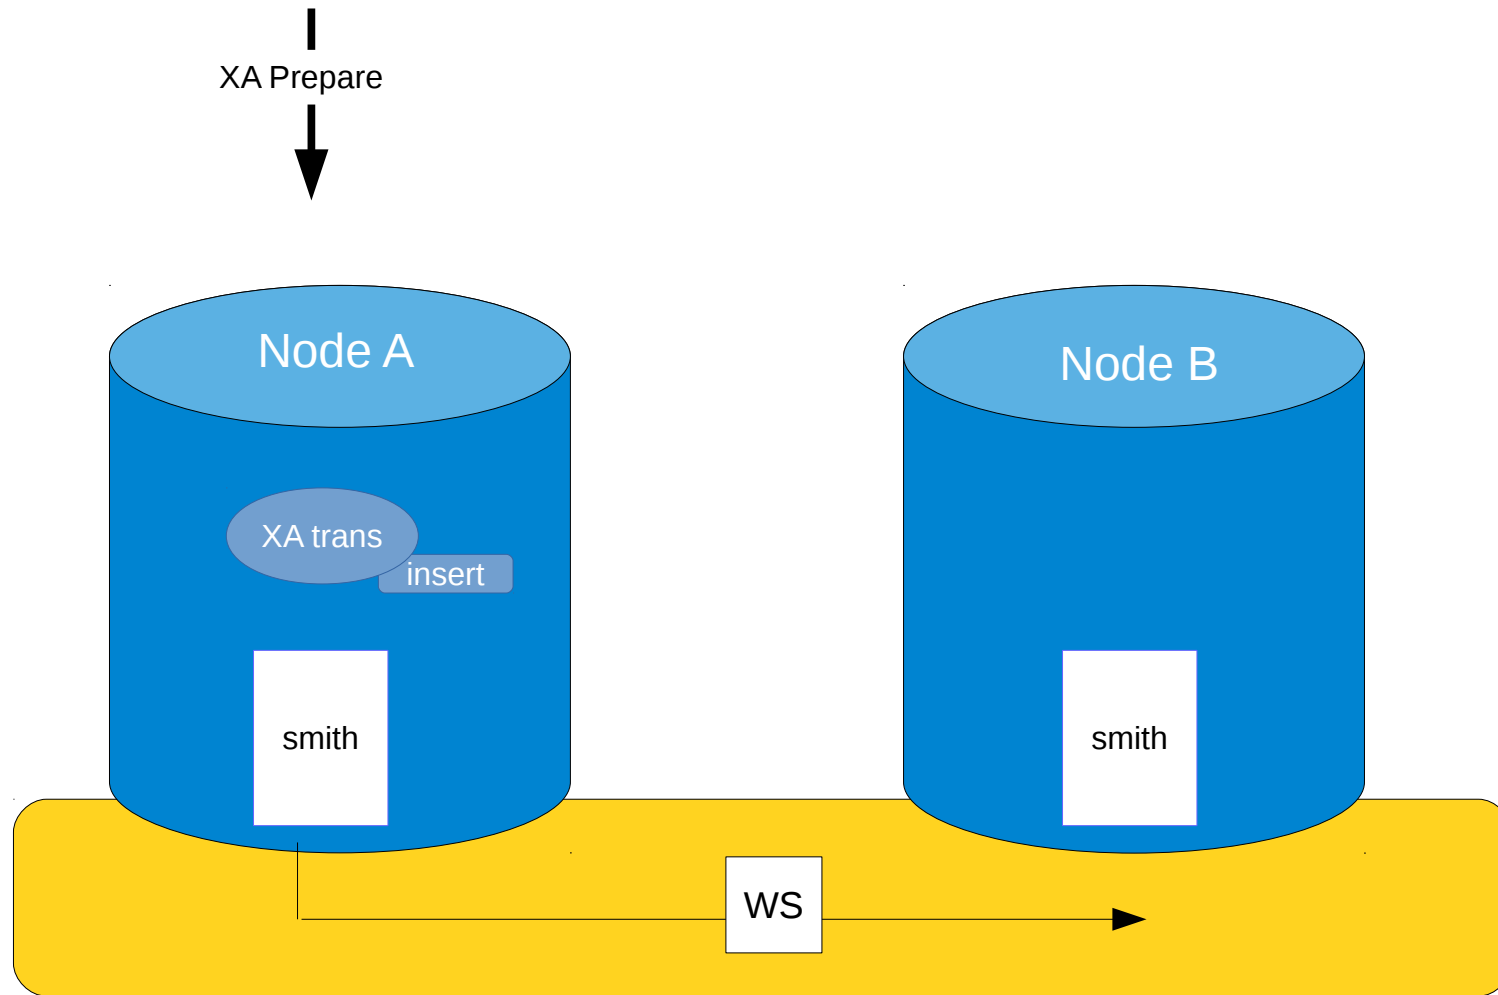 XA Prepare
Node A
Node B
XA trans
insert
smith
smith
WS